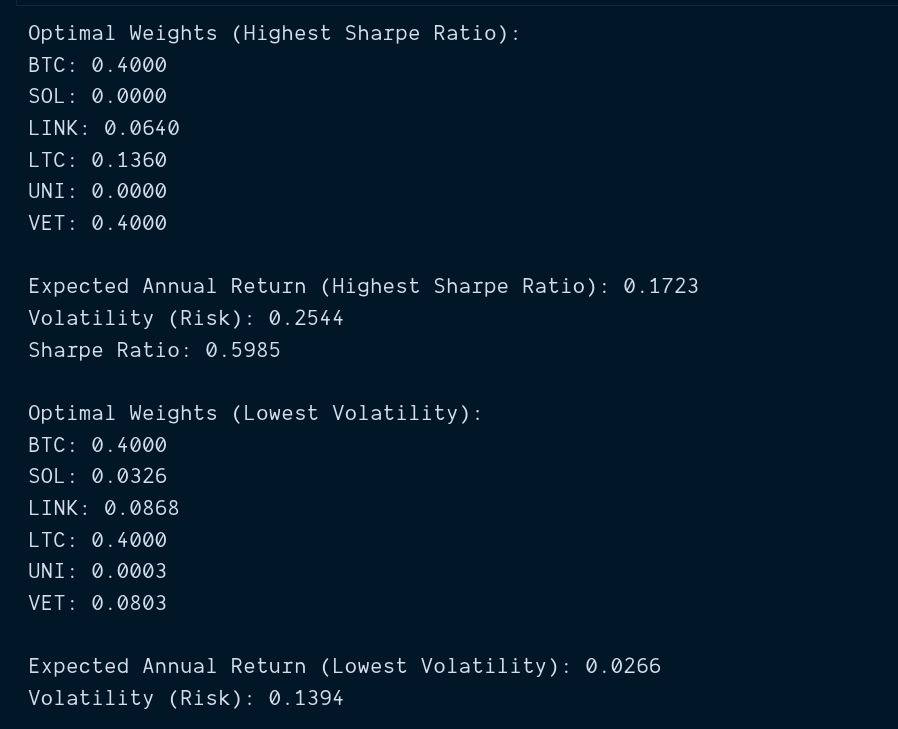 Optimal Weights (Highest Sharpe Ratio):
BTC: 0.4000
SOL: 0.0000
LINK: 0.0640
LTC: 0.1360
UNI: 0.0000
VET: 0.4000
Expected Annual Return (Highest Sharpe Ratio): 0.1723
Volatility (Risk): 0.2544
Sharpe Ratio: 0.5985
Optimal Weights (Lowest Volatility):
BTC: 0.4000
SOL: 0.0326
LINK: 0.0868
LTC: 0.4000
UNI: 0.0003
VET: 0.0803
Expected Annual Return (Lowest Volatility): 0.0266
Volatility (Risk): 0.1394